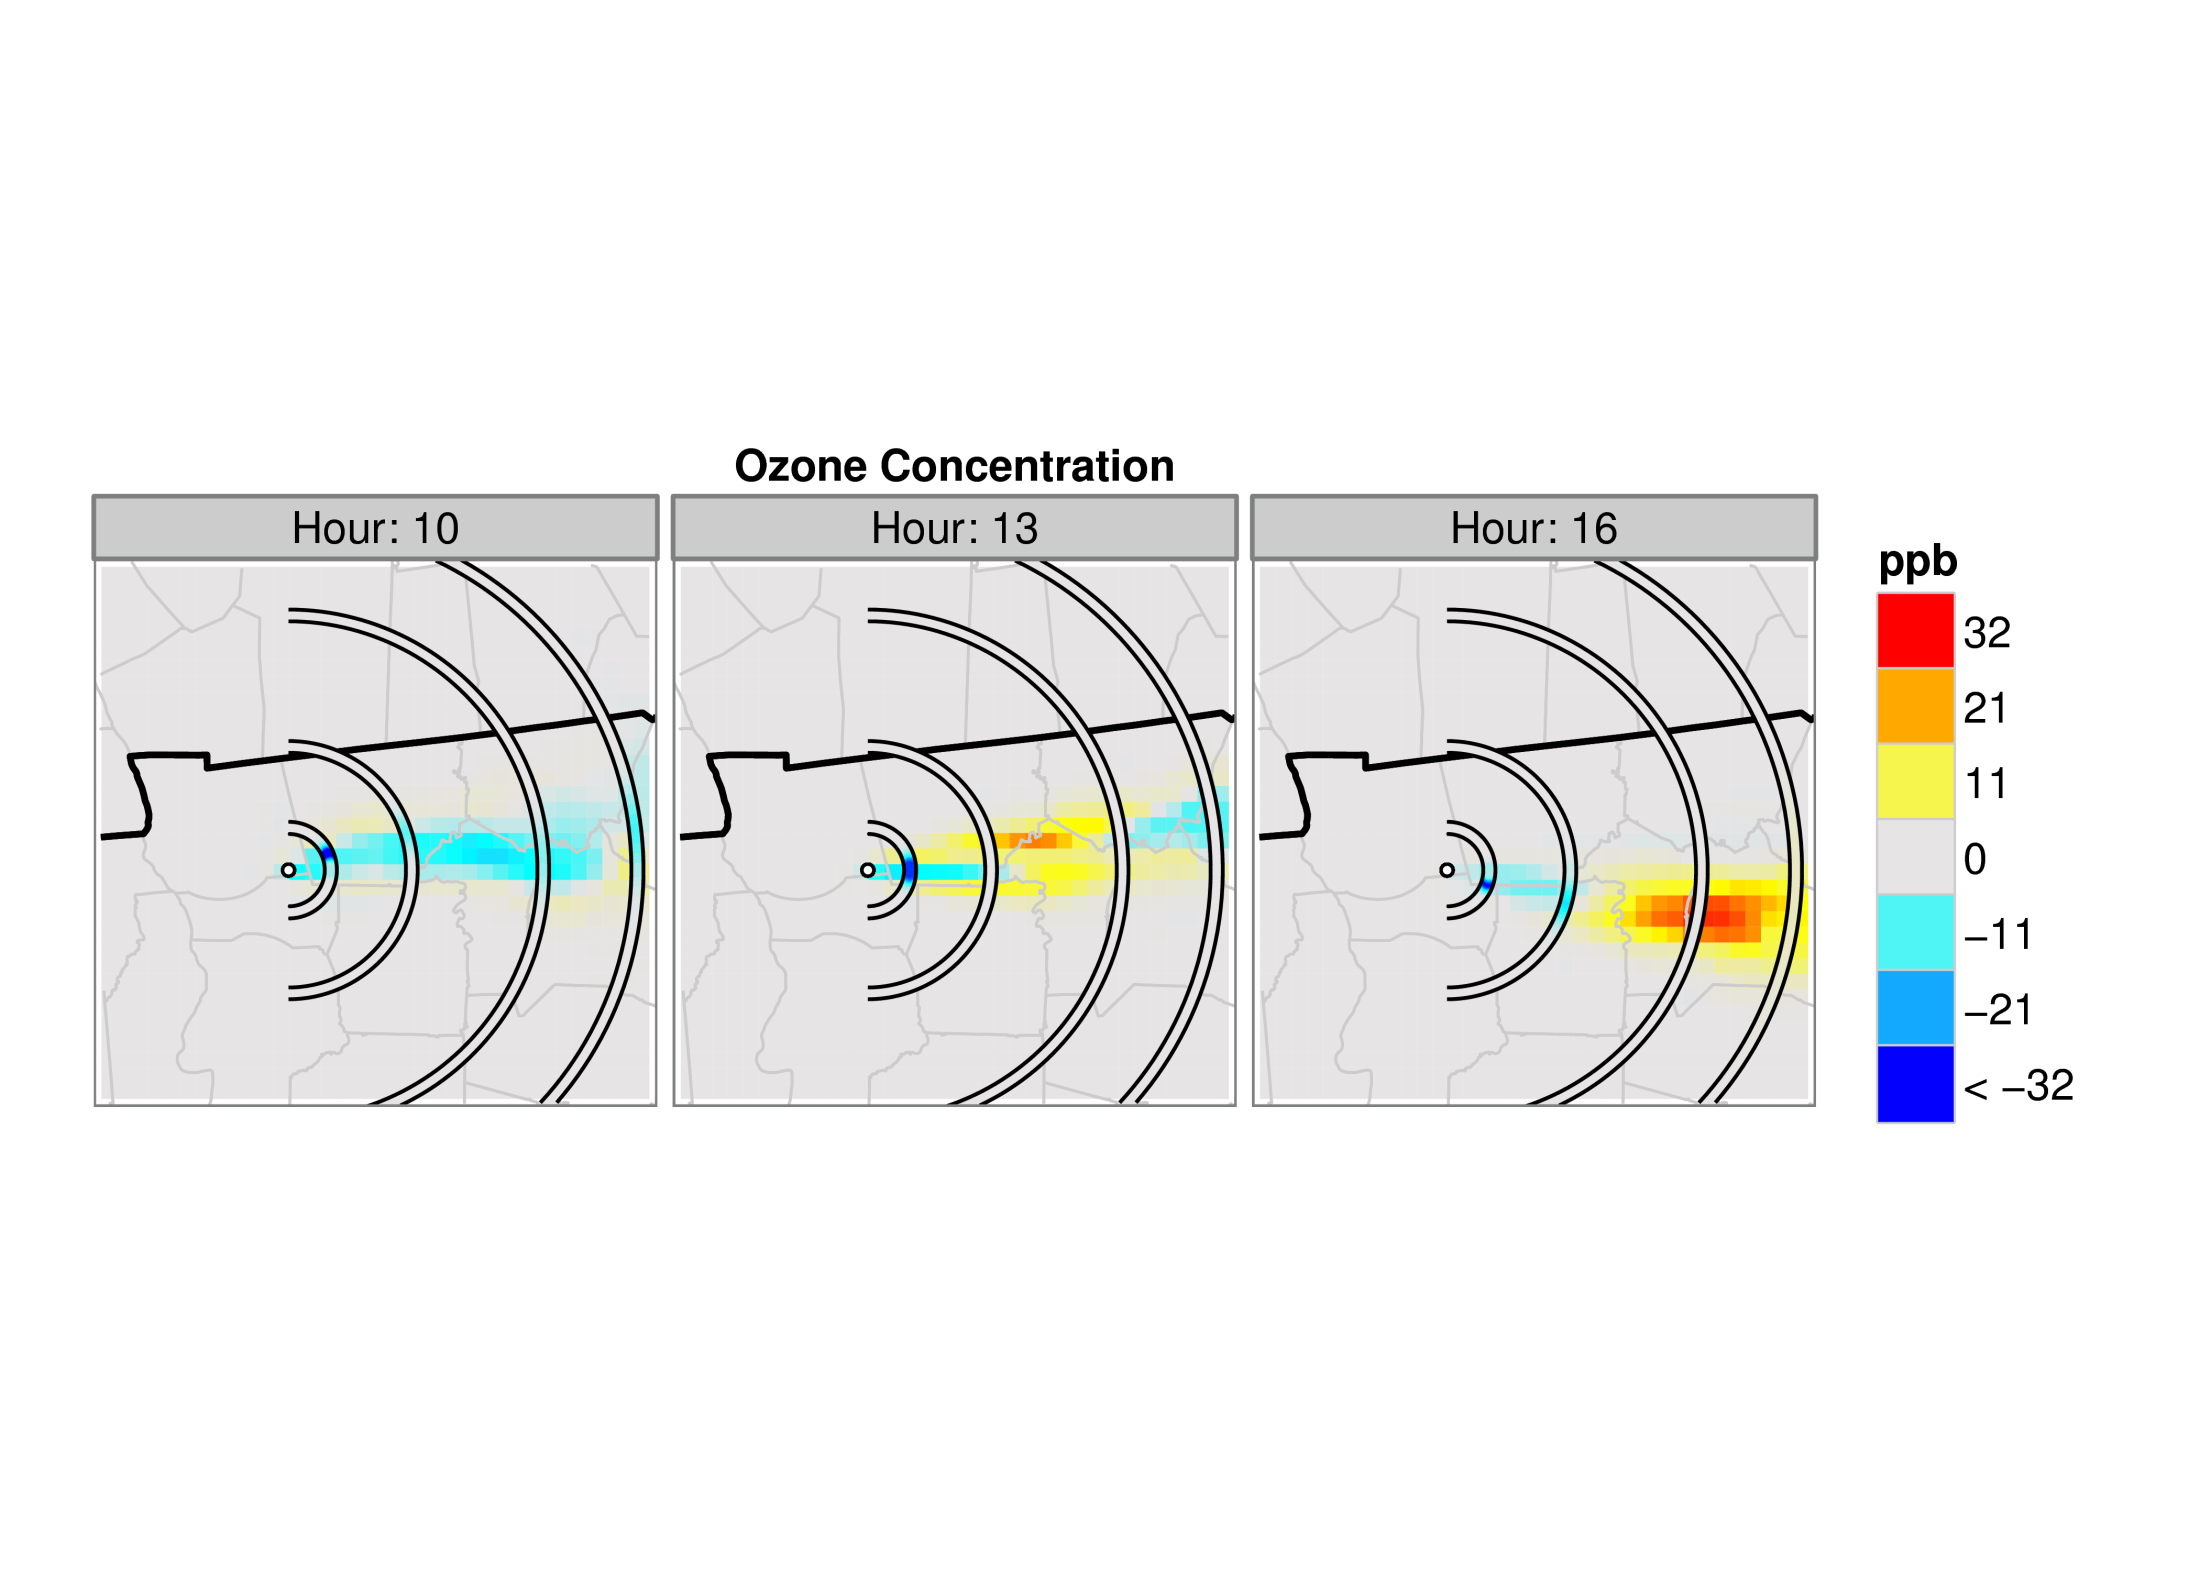 Ozone Concentration
Hour: 10
Hour: 13
Hour: 16
ppb
32
21
11
0
−11
−21
< −32